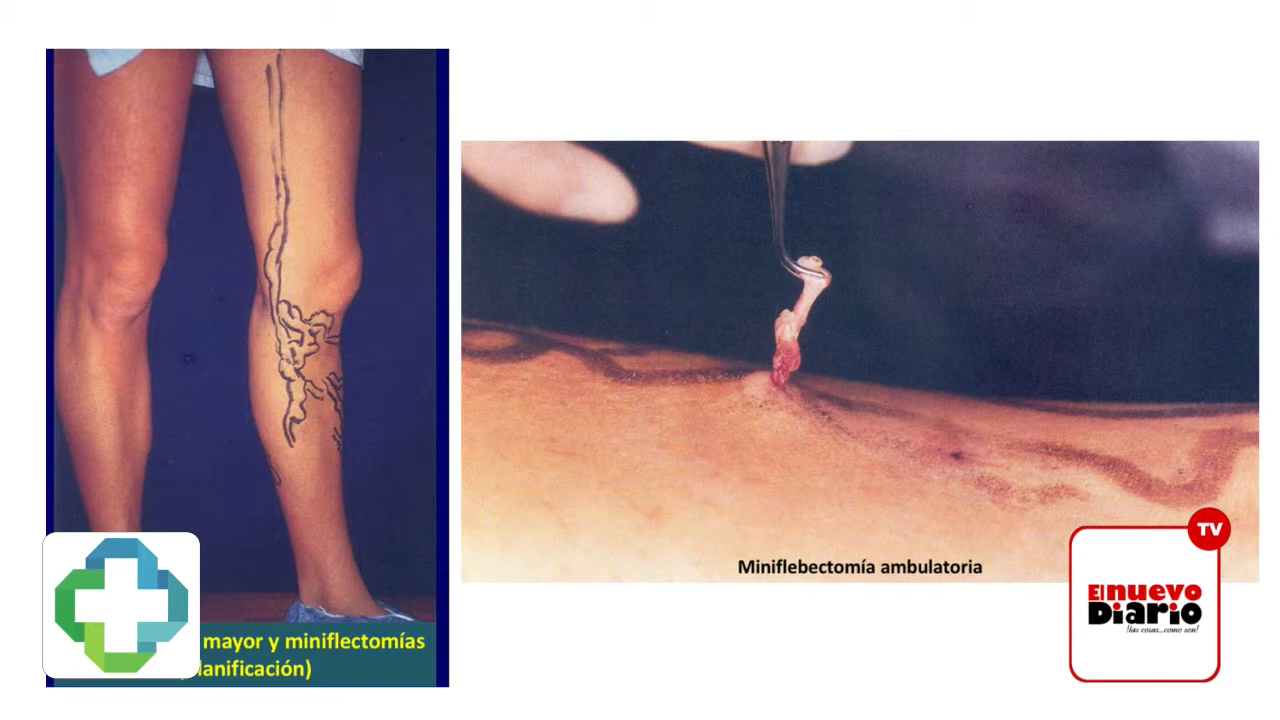 mayor y miniflectomías
lanificación)
Miniflebectomía ambulatoria
TV
El nuevo
Diario
!las cosas...como son!